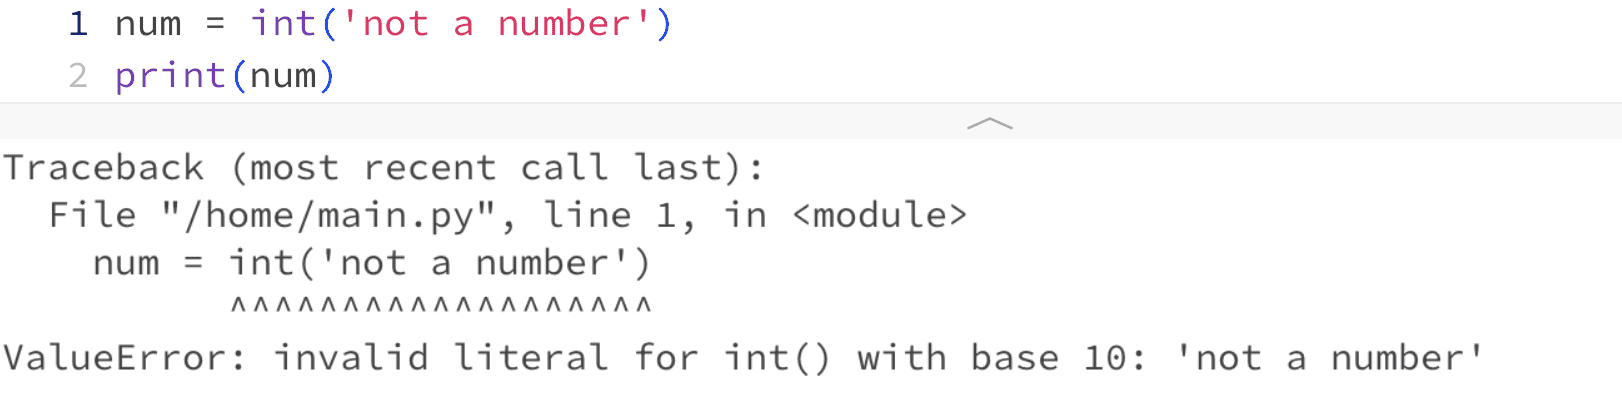 1 num = int('not a number')
2 print(num)
Traceback (most recent call last):
  File "/home/main.py", line 1, in <module>
    num = int('not a number')
          ^^^^^^^^^^^^^^^^^^^
ValueError: invalid literal for int() with base 10: 'not a number'